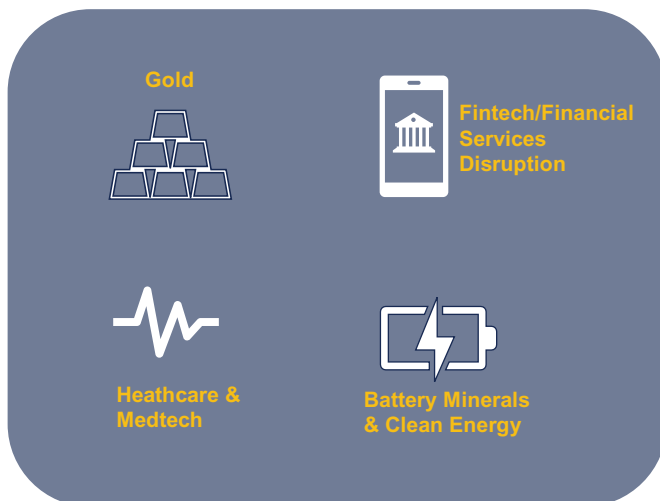 Gold
Fintech/Financial
Services
Disruption
Heathcare &
Medtech
Battery Minerals
& Clean Energy